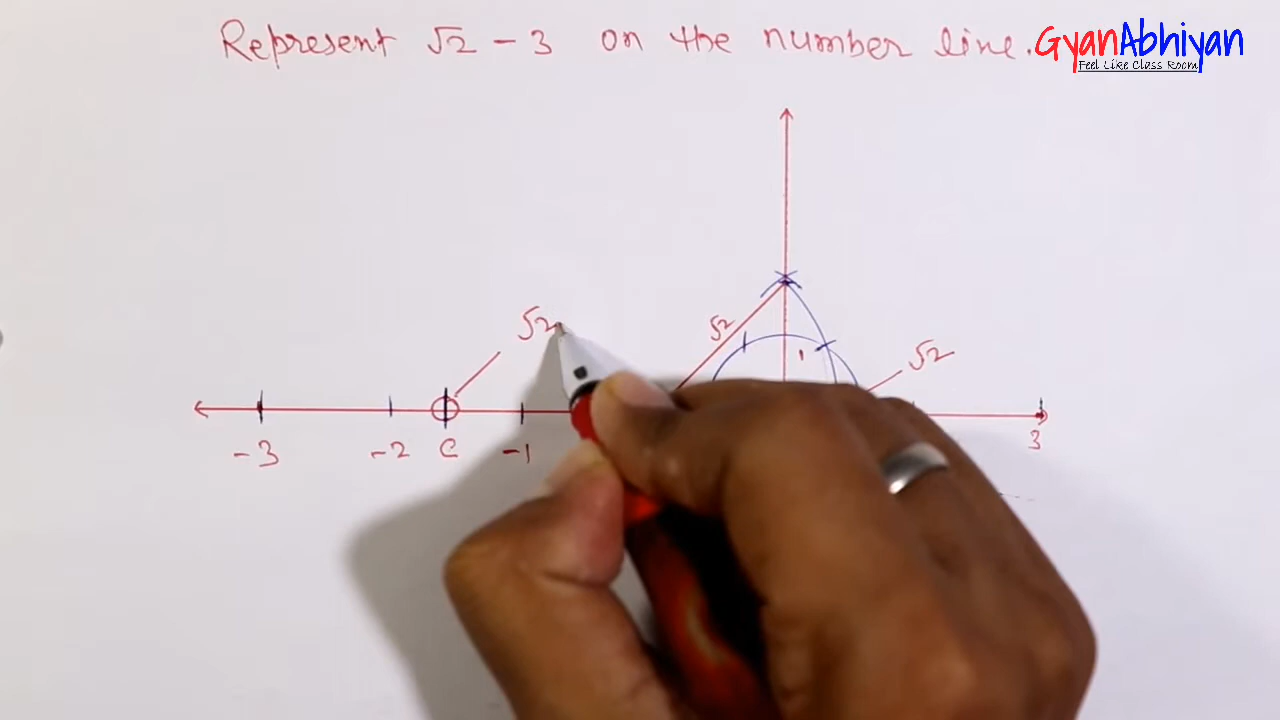 Represent √2 - 3 on the number line.
GyanAbhiyan
Feel Like Class Room
√2
1
√2
√2
-3 -2 C -1 3